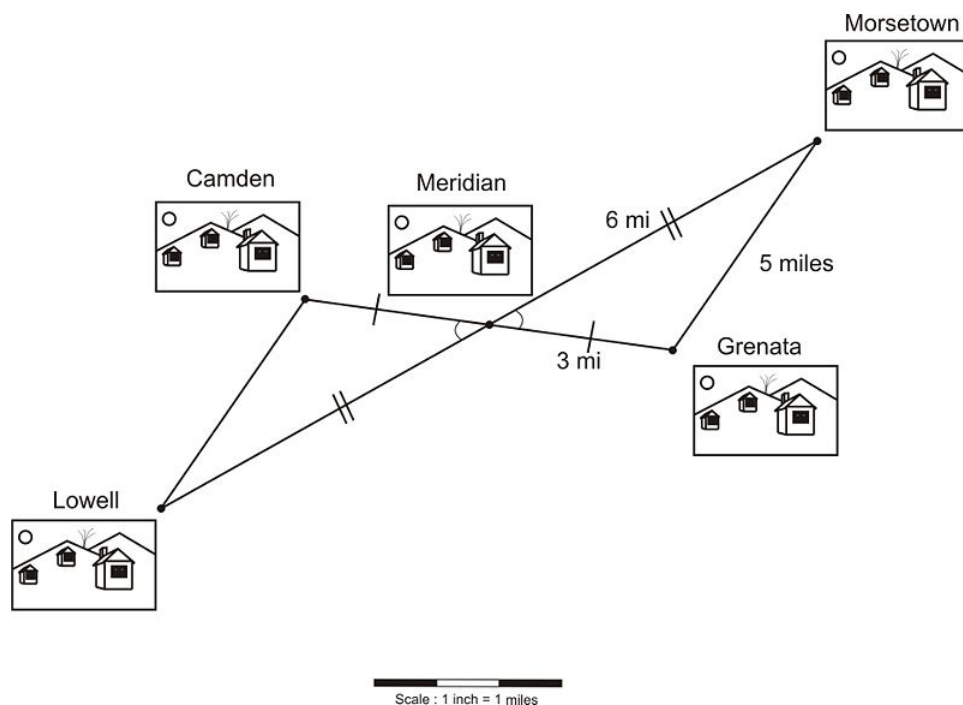 Morsetown
Camden
Meridian
6 mi
5 miles
3 mi
Grenata
Lowell
Scale : 1 inch = 1 miles